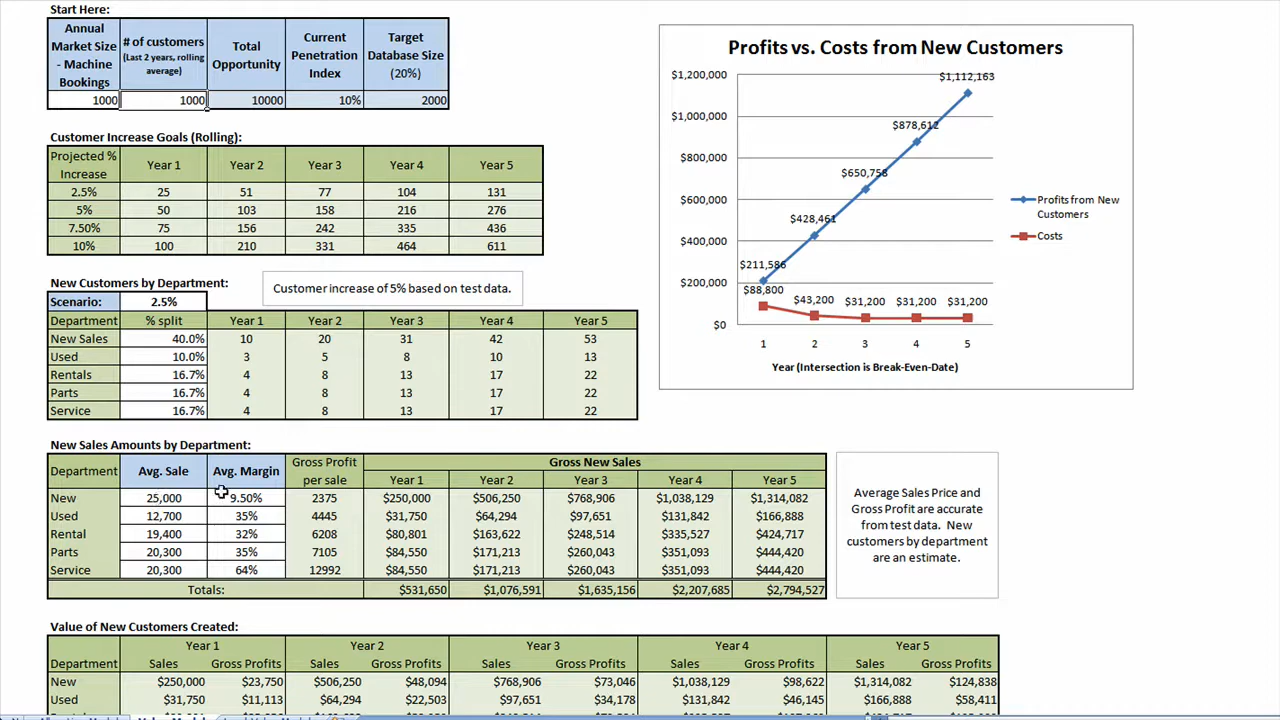 Start Here:
Annual Market Size - Machine Bookings | # of customers (Last 2 years, rolling average) | Total Opportunity | Current Penetration Index | Target Database Size (20%)
1000 | 1000 | 10000 | 10% | 2000
Customer Increase Goals (Rolling):
Projected % Increase | Year 1 | Year 2 | Year 3 | Year 4 | Year 5
2.5% | 25 | 51 | 77 | 104 | 131
5% | 50 | 103 | 158 | 216 | 276
7.50% | 75 | 156 | 242 | 335 | 436
10% | 100 | 210 | 331 | 464 | 611
New Customers by Department:
Customer increase of 5% based on test data.
Scenario: | 2.5%
Department | % split | Year 1 | Year 2 | Year 3 | Year 4 | Year 5
New Sales | 40.0% | 10 | 20 | 31 | 42 | 53
Used | 10.0% | 3 | 5 | 8 | 10 | 13
Rentals | 16.7% | 4 | 8 | 13 | 17 | 22
Parts | 16.7% | 4 | 8 | 13 | 17 | 22
Service | 16.7% | 4 | 8 | 13 | 17 | 22
Profits vs. Costs from New Customers
$1,200,000
$1,000,000
$800,000
$600,000
$400,000
$200,000
$0
$1,112,163
$878,612
$650,758
$428,461
$211,586
$88,800
$43,200
$31,200
$31,200
$31,200
1 2 3 4 5
Year (Intersection is Break-Even-Date)
Profits from New
Customers
Costs
New Sales Amounts by Department:
Department | Avg. Sale | Avg. Margin | Gross Profit per sale | Gross New Sales
Year 1 | Year 2 | Year 3 | Year 4 | Year 5
New | 25,000 | 9.50% | 2375 | $250,000 | $506,250 | $768,906 | $1,038,129 | $1,314,082
Used | 12,700 | 35% | 4445 | $31,750 | $64,294 | $97,651 | $131,842 | $166,888
Rental | 19,400 | 32% | 6208 | $80,801 | $163,622 | $248,514 | $335,527 | $424,717
Parts | 20,300 | 35% | 7105 | $84,550 | $171,213 | $260,043 | $351,093 | $444,420
Service | 20,300 | 64% | 12992 | $84,550 | $171,213 | $260,043 | $351,093 | $444,420
Totals: | $531,650 | $1,076,591 | $1,635,156 | $2,207,685 | $2,794,527
Average Sales Price and
Gross Profit are accurate
from test data. New
customers by department
are an estimate.
Value of New Customers Created:
Year 1 | Year 2 | Year 3 | Year 4 | Year 5
Department | Sales | Gross Profits | Sales | Gross Profits | Sales | Gross Profits | Sales | Gross Profits | Sales | Gross Profits
New | $250,000 | $23,750 | $506,250 | $48,094 | $768,906 | $73,046 | $1,038,129 | $98,622 | $1,314,082 | $124,838
Used | $31,750 | $11,113 | $64,294 | $22,503 | $97,651 | $34,178 | $131,842 | $46,145 | $166,888 | $58,411